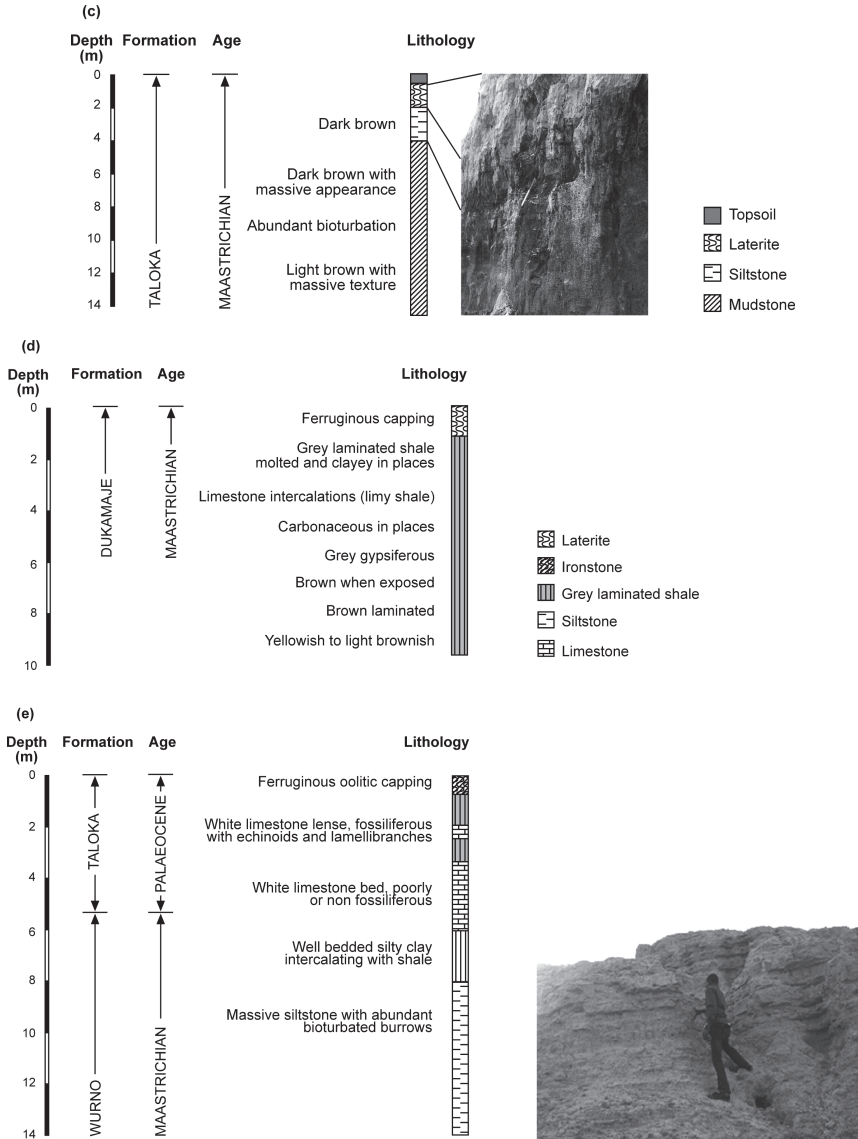 (c)
Depth (m) Formation Age Lithology
0
2
4
6
8
10
12
14
TALOKA
MAASTRICHIAN
Dark brown
Dark brown with
massive appearance
Abundant bioturbation
Light brown with
massive texture
Topsoil
Laterite
Siltstone
Mudstone
(d)
Depth (m) Formation Age Lithology
0
2
4
6
8
10
DUKAMAJE
MAASTRICHIAN
Ferruginous capping
Grey laminated shale
molted and clayey in places
Limestone intercalations (limy shale)
Carbonaceous in places
Grey gypsiferous
Brown when exposed
Brown laminated
Yellowish to light brownish
Laterite
Ironstone
Grey laminated shale
Siltstone
Limestone
(e)
Depth (m) Formation Age Lithology
0
2
4
6
8
10
12
14
TALOKA
WURNO
PALAEOCENE
MAASTRICHIAN
Ferruginous oolitic capping
White limestone lense, fossiliferous
with echinoids and lamellibranches
White limestone bed, poorly
or non fossiliferous
Well bedded silty clay
intercalating with shale
Massive siltstone with abundant
bioturbated burrows